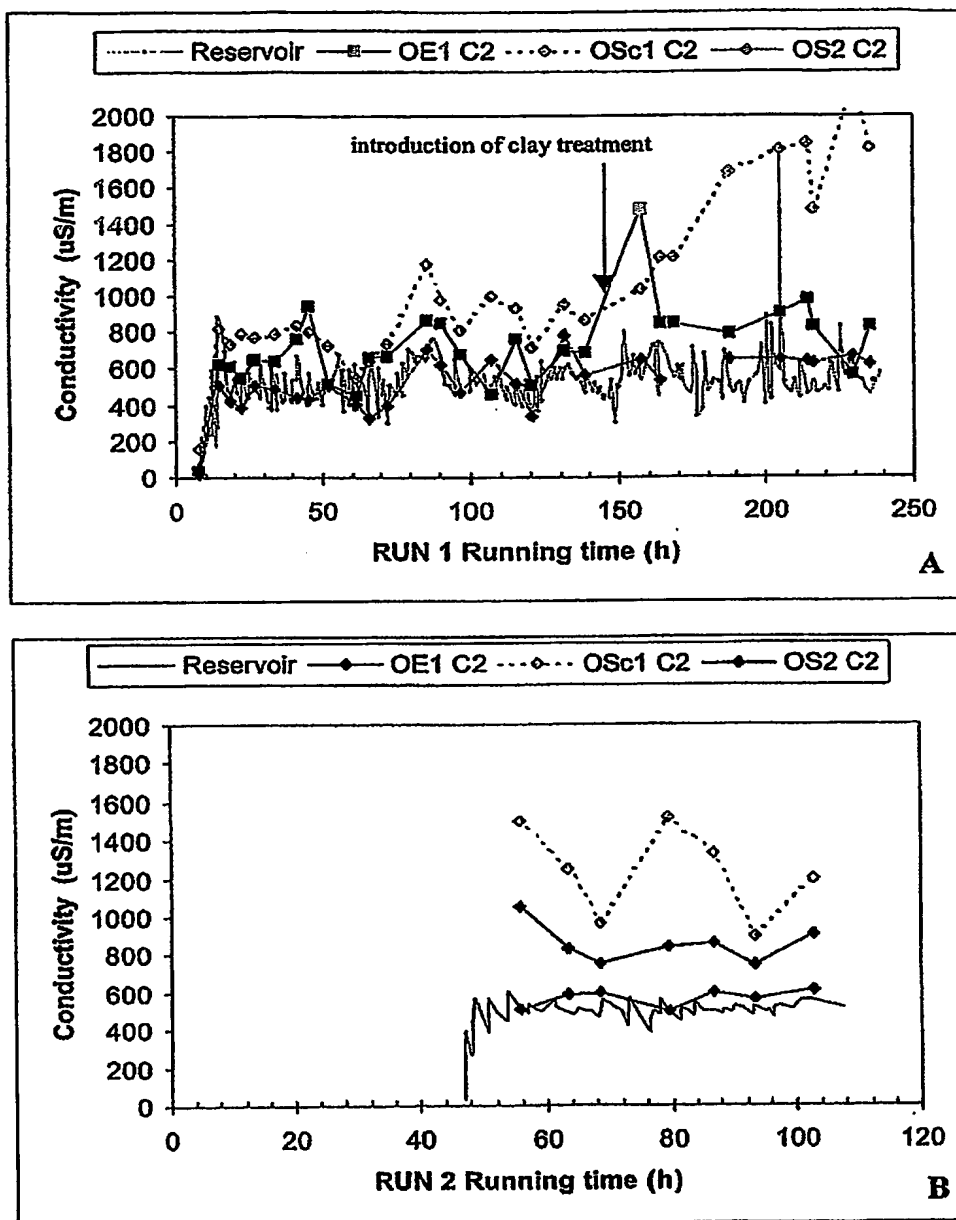 Reservoir OE1 C2 OSc1 C2 OS2 C2
2000
1800
1600
1400
1200
1000
800
600
400
200
0
Conductivity (uS/m)
introduction of clay treatment
0 50 100 150 200 250
RUN 1 Running time (h)
A
Reservoir OE1 C2 OSc1 C2 OS2 C2
2000
1800
1600
1400
1200
1000
800
600
400
200
0
Conductivity (uS/m)
0 20 40 60 80 100 120
RUN 2 Running time (h)
B